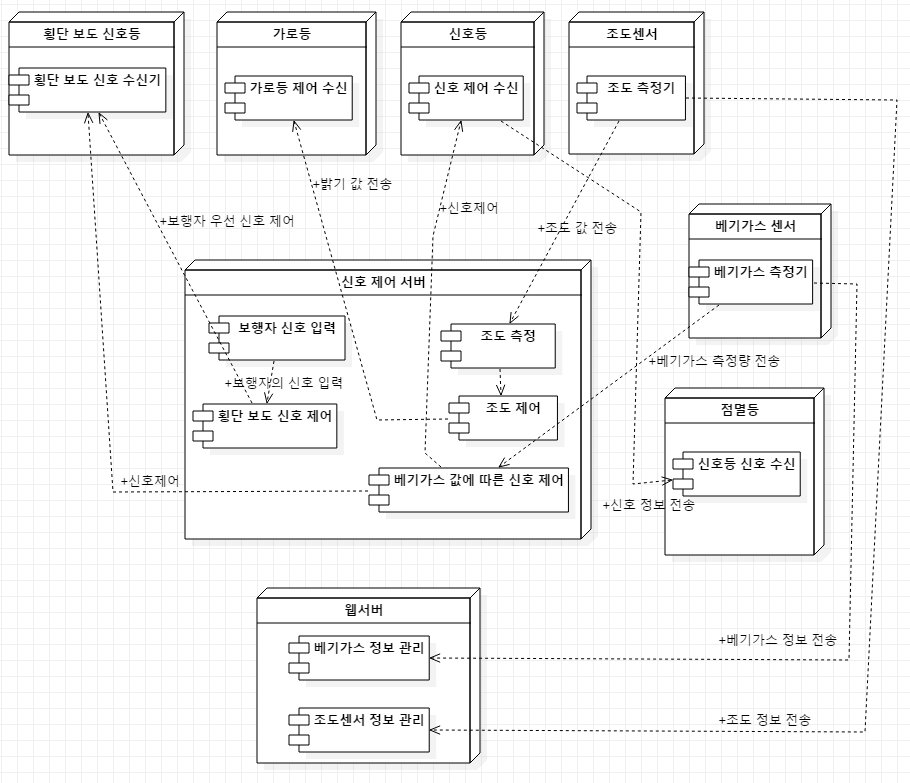 횡단 보도 신호등
가로등
신호등
조도센서
횡단 보도 신호 수신기
가로등 제어 수신
신호 제어 수신
조도 측정기
+밝기 값 전송
+신호제어
+보행자 우선 신호 제어
+조도 값 전송
베기가스 센서
베기가스 측정기
신호 제어 서버
보행자 신호 입력
조도 측정
+베기가스 측정량 전송
+보행자의 신호 입력
조도 제어
점멸등
횡단 보도 신호 제어
신호등 신호 수신
베기가스 값에 따른 신호 제어
+신호제어
+신호 정보 전송
웹서버
베기가스 정보 관리
+베기가스 정보 전송
조도센서 정보 관리
+조도 정보 전송